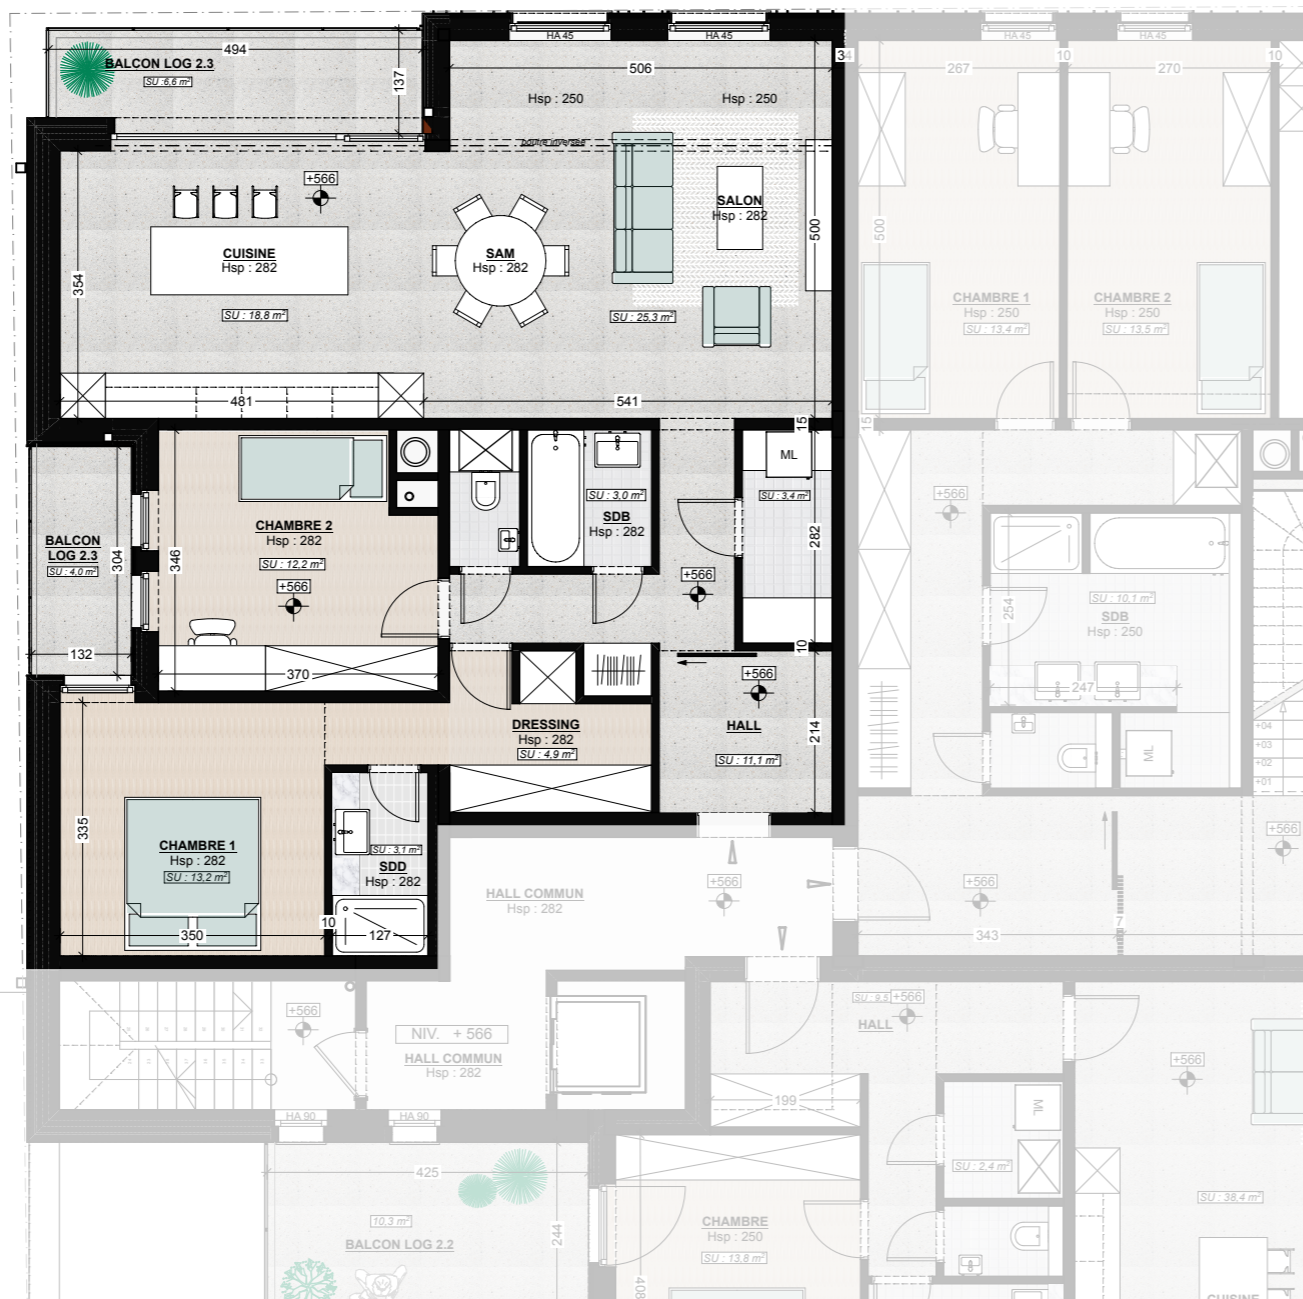 HA 45
HA 45
HA 45
HA 45
494
BALCON LOG 2.3
SU :6,6 m²
137
506
34
267
10
270
10
Hsp : 250
Hsp : 250
poutre inversée
+566
CUISINE
Hsp : 282
SU : 18,8 m²
354
SAM
Hsp : 282
SALON
Hsp : 282
SU : 25,3 m²
500
500
CHAMBRE 1
Hsp : 250
SU : 13,4 m²
CHAMBRE 2
Hsp : 250
SU : 13,5 m²
481
541
15
15
ML
SU : 3,4 m²
282
SU : 3,0 m²
SDB
Hsp : 282
CHAMBRE 2
Hsp : 282
SU : 12,2 m²
+566
346
370
BALCON
LOG 2.3
SU : 4,0 m²
304
132
+566
10
+566
HALL
SU : 11,1 m²
214
DRESSING
Hsp : 282
SU : 4,9 m²
+566
254
SU : 10,1 m²
SDB
Hsp : 250
247
ML
+04
+03
+02
+01
335
CHAMBRE 1
Hsp : 282
SU : 13,2 m²
350
10
127
SU : 3,1 m²
SDD
Hsp : 282
HALL COMMUN
Hsp : 282
+566
+566
+566
343
7
+566
NIV. + 566
HALL COMMUN
Hsp : 282
SU : 9,5
+566
HALL
199
ML
SU : 2,4 m²
+566
SU : 38,4 m²
HA 90
HA 90
425
10,3 m²
BALCON LOG 2.2
244
CHAMBRE
Hsp : 250
SU : 13,8 m²
408
CUISINE